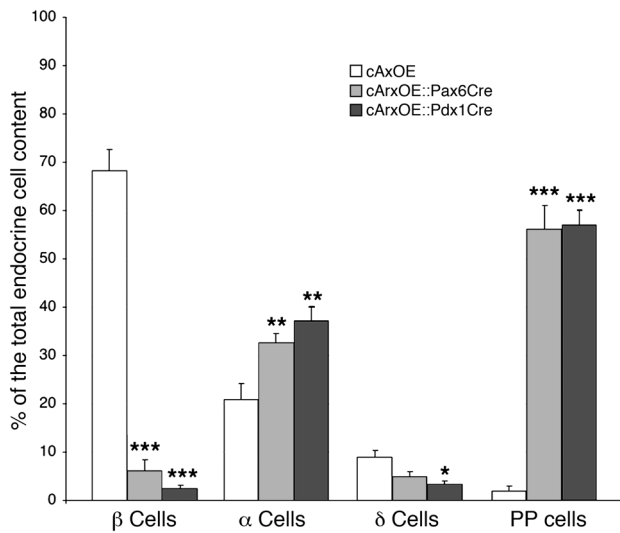 % of the total endocrine cell content
100
90
80
70
60
50
40
30
20
10
0
cAxOE
cArxOE::Pax6Cre
cArxOE::Pdx1Cre
***
***
**
**
*
***
***
β Cells
α Cells
δ Cells
PP cells